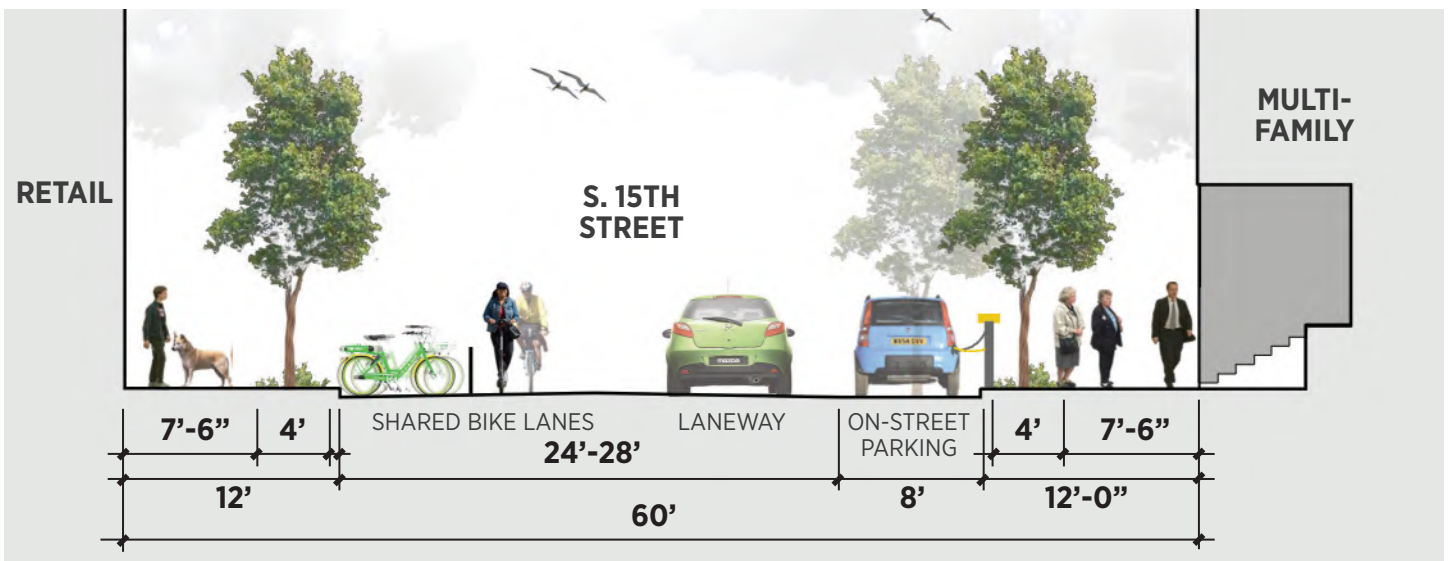 RETAIL
S. 15TH
STREET
MULTI-
FAMILY
7’-6”
4’
SHARED BIKE LANES
LANEWAY
ON-STREET
PARKING
4’
7’-6”
24’-28’
12’
8’
12’-0”
60’